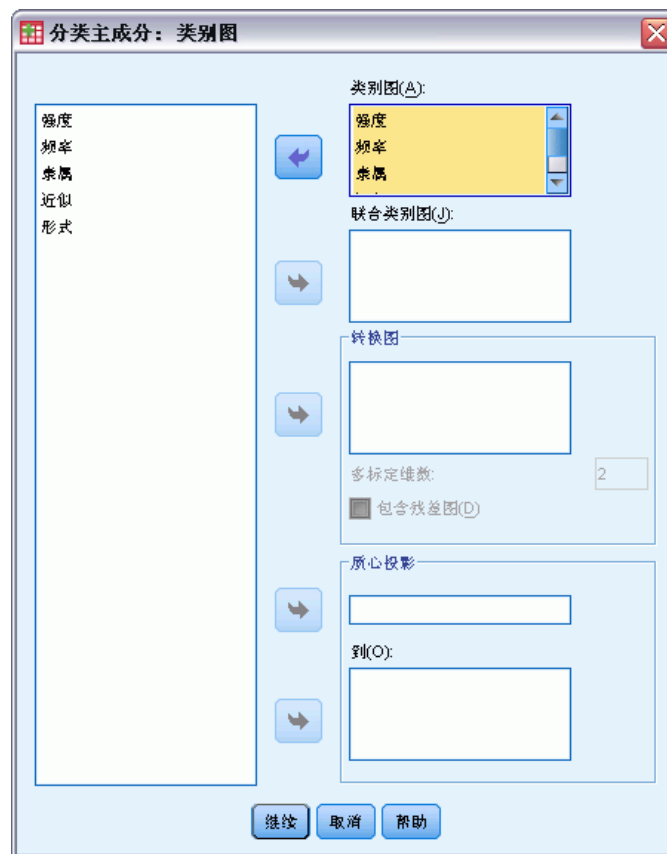 分类主成分：类别图
类别图(A):
强度
频率
隶属
近似
形式
强度
频率
隶属
联合类别图(J):
转换图
多标定维数:
2
包含残差图(D)
质心投影
到(O):
继续
取消
帮助